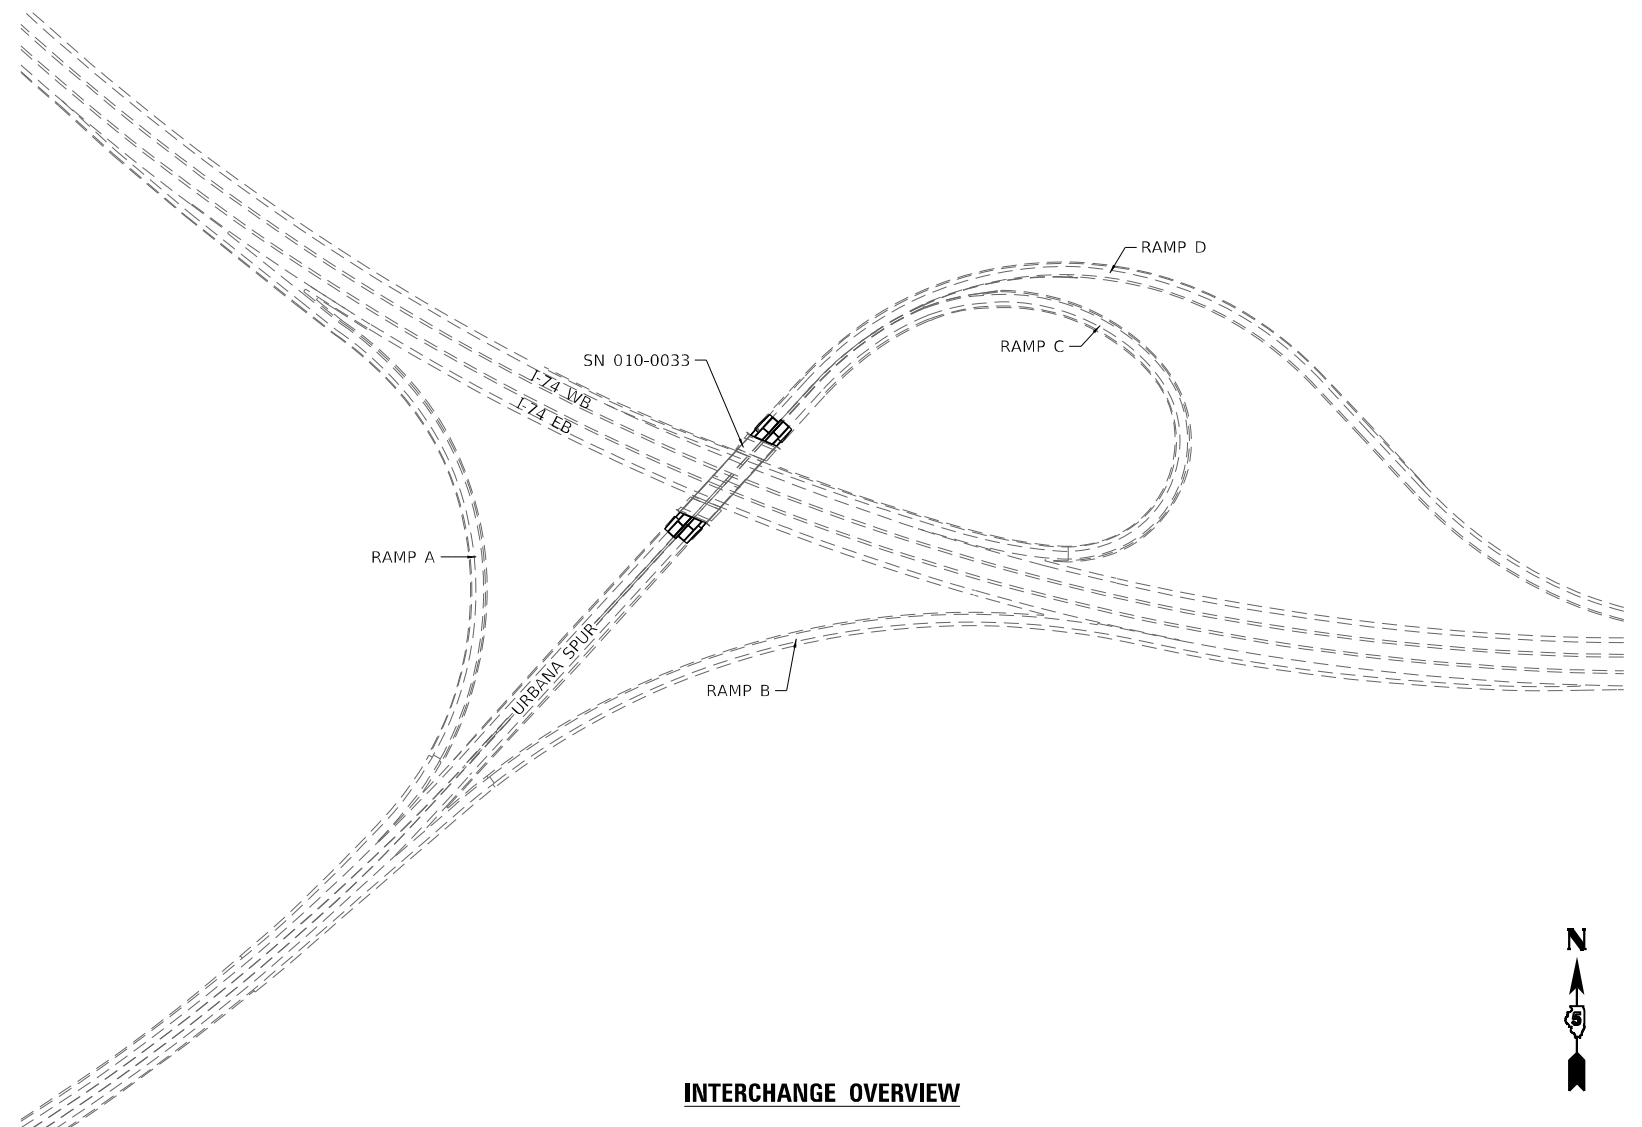 RAMP D
RAMP C
SN 010-0033
I-74 WB
I-74 EB
RAMP A
URBANA SPUR
RAMP B
N
5
INTERCHANGE OVERVIEW